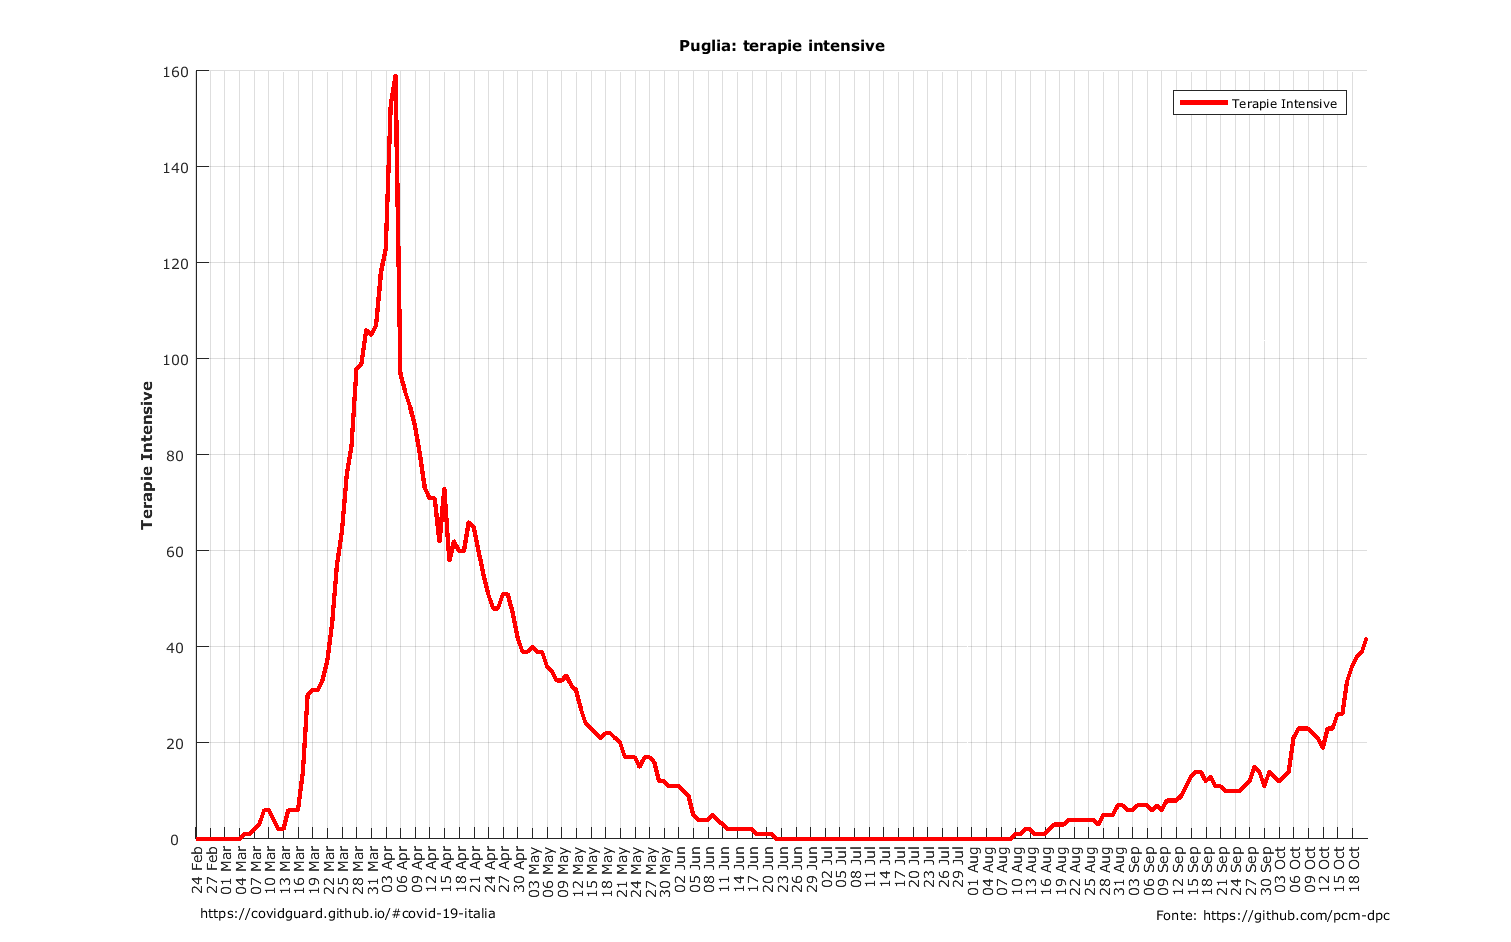 Puglia: terapie intensive
Terapie Intensive
160
140
120
100
80
60
40
20
0
Terapie Intensive
24 Feb
27 Feb
01 Mar
04 Mar
07 Mar
10 Mar
13 Mar
16 Mar
19 Mar
22 Mar
25 Mar
28 Mar
31 Mar
03 Apr
06 Apr
09 Apr
12 Apr
15 Apr
18 Apr
21 Apr
24 Apr
27 Apr
30 Apr
03 May
06 May
09 May
12 May
15 May
18 May
21 May
24 May
27 May
30 May
02 Jun
05 Jun
08 Jun
11 Jun
14 Jun
17 Jun
20 Jun
23 Jun
26 Jun
29 Jun
02 Jul
05 Jul
08 Jul
11 Jul
14 Jul
17 Jul
20 Jul
23 Jul
26 Jul
29 Jul
01 Aug
04 Aug
07 Aug
10 Aug
13 Aug
16 Aug
19 Aug
22 Aug
25 Aug
28 Aug
31 Aug
03 Sep
06 Sep
09 Sep
12 Sep
15 Sep
18 Sep
21 Sep
24 Sep
27 Sep
30 Sep
03 Oct
06 Oct
09 Oct
12 Oct
15 Oct
18 Oct
https://covidguard.github.io/#covid-19-italia
Fonte: https://github.com/pcm-dpc